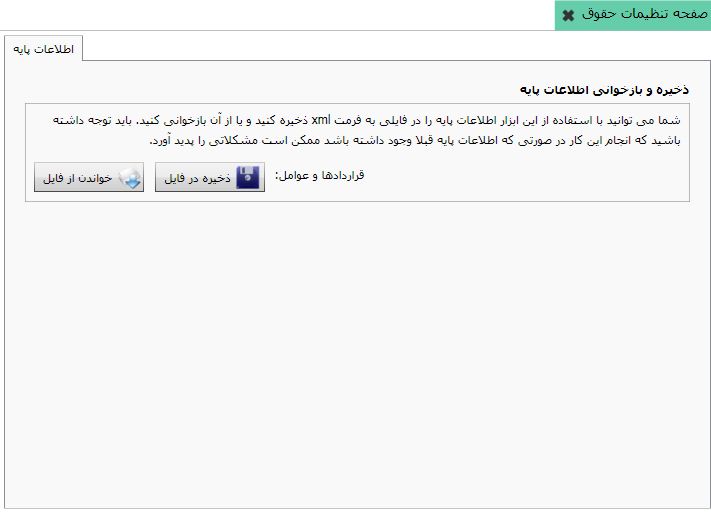 صفحه تنظیمات حقوق
اطلاعات پایه
ذخیره و بازخوانی اطلاعات پایه
شما می توانید با استفاده از این ابزار اطلاعات پایه را در فایلی به فرمت xml ذخیره کنید و یا از آن بازخوانی کنید. باید توجه داشته
باشید که انجام این کار در صورتی که اطلاعات پایه قبلا وجود داشته باشد ممکن است مشکلاتی را پدید آورد.
قراردادها و عوامل: ذخیره در فایل خواندن از فایل